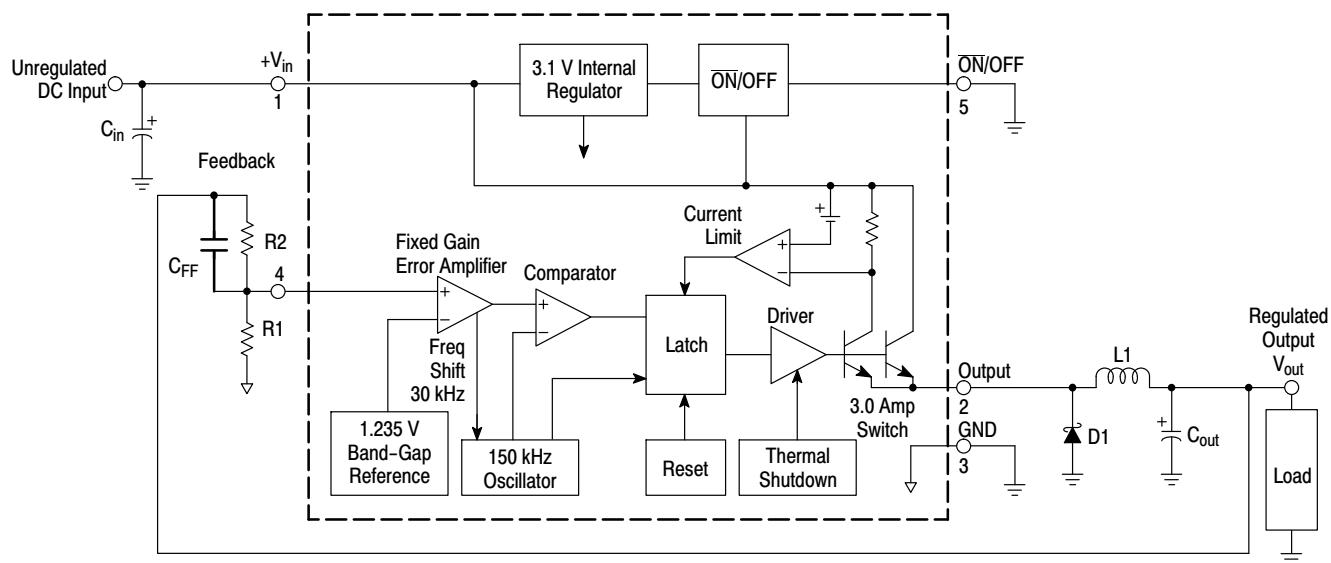 Unregulated
DC Input
+Vin
1
Cin
3.1 V Internal
Regulator
ON/OFF
ON/OFF
5
Feedback
CFF
R2
4
R1
Fixed Gain
Error Amplifier
+
−
Freq
Shift
30 kHz
Comparator
+
−
Current
Limit
+
−
+
Latch
Driver
3.0 Amp
Switch
Output
2
GND
3
1.235 V
Band−Gap
Reference
150 kHz
Oscillator
Reset
Thermal
Shutdown
L1
D1
+
Cout
Regulated
Output
Vout
Load
+